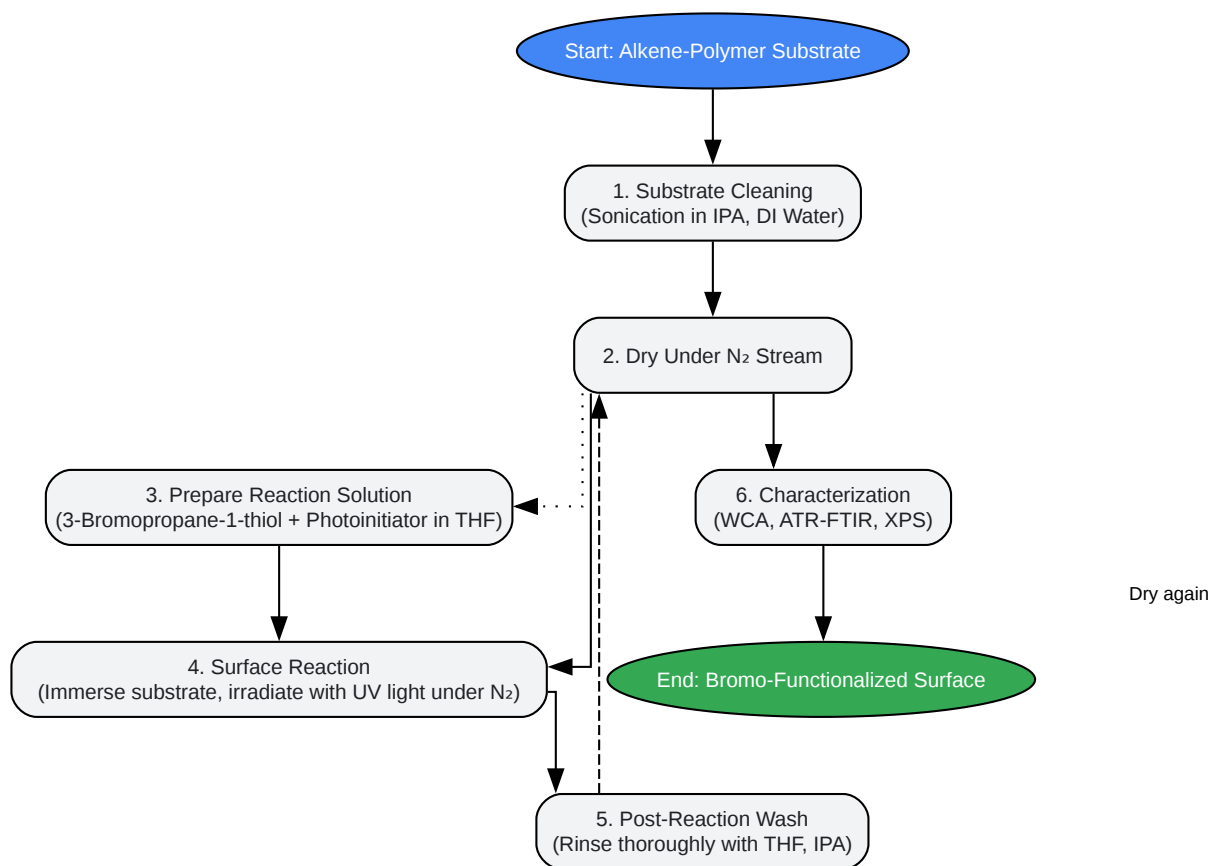 Start: Alkene-Polymer Substrate
1. Substrate Cleaning
(Sonication in IPA, DI Water)
2. Dry Under N₂ Stream
3. Prepare Reaction Solution
(3-Bromopropane-1-thiol + Photoinitiator in THF)
6. Characterization
(WCA, ATR-FTIR, XPS)
Dry again
4. Surface Reaction
(Immerse substrate, irradiate with UV light under N₂)
End: Bromo-Functionalized Surface
5. Post-Reaction Wash
(Rinse thoroughly with THF, IPA)